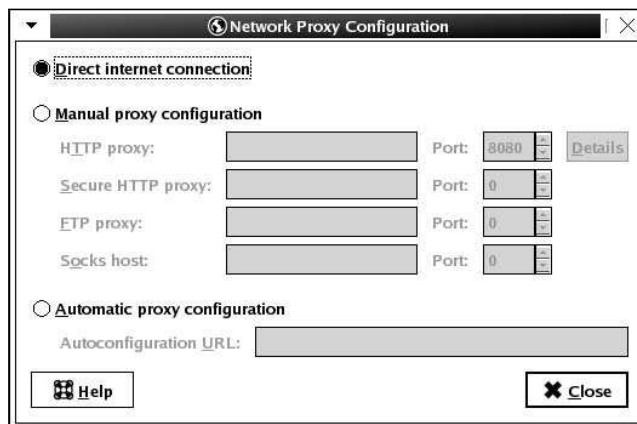 Network Proxy Configuration
Direct internet connection
Manual proxy configuration
HTTP proxy: Port: 8080 Details
Secure HTTP proxy: Port: 0
FTP proxy: Port: 0
Socks host: Port: 0
Automatic proxy configuration
Autoconfiguration URL:
Help Close